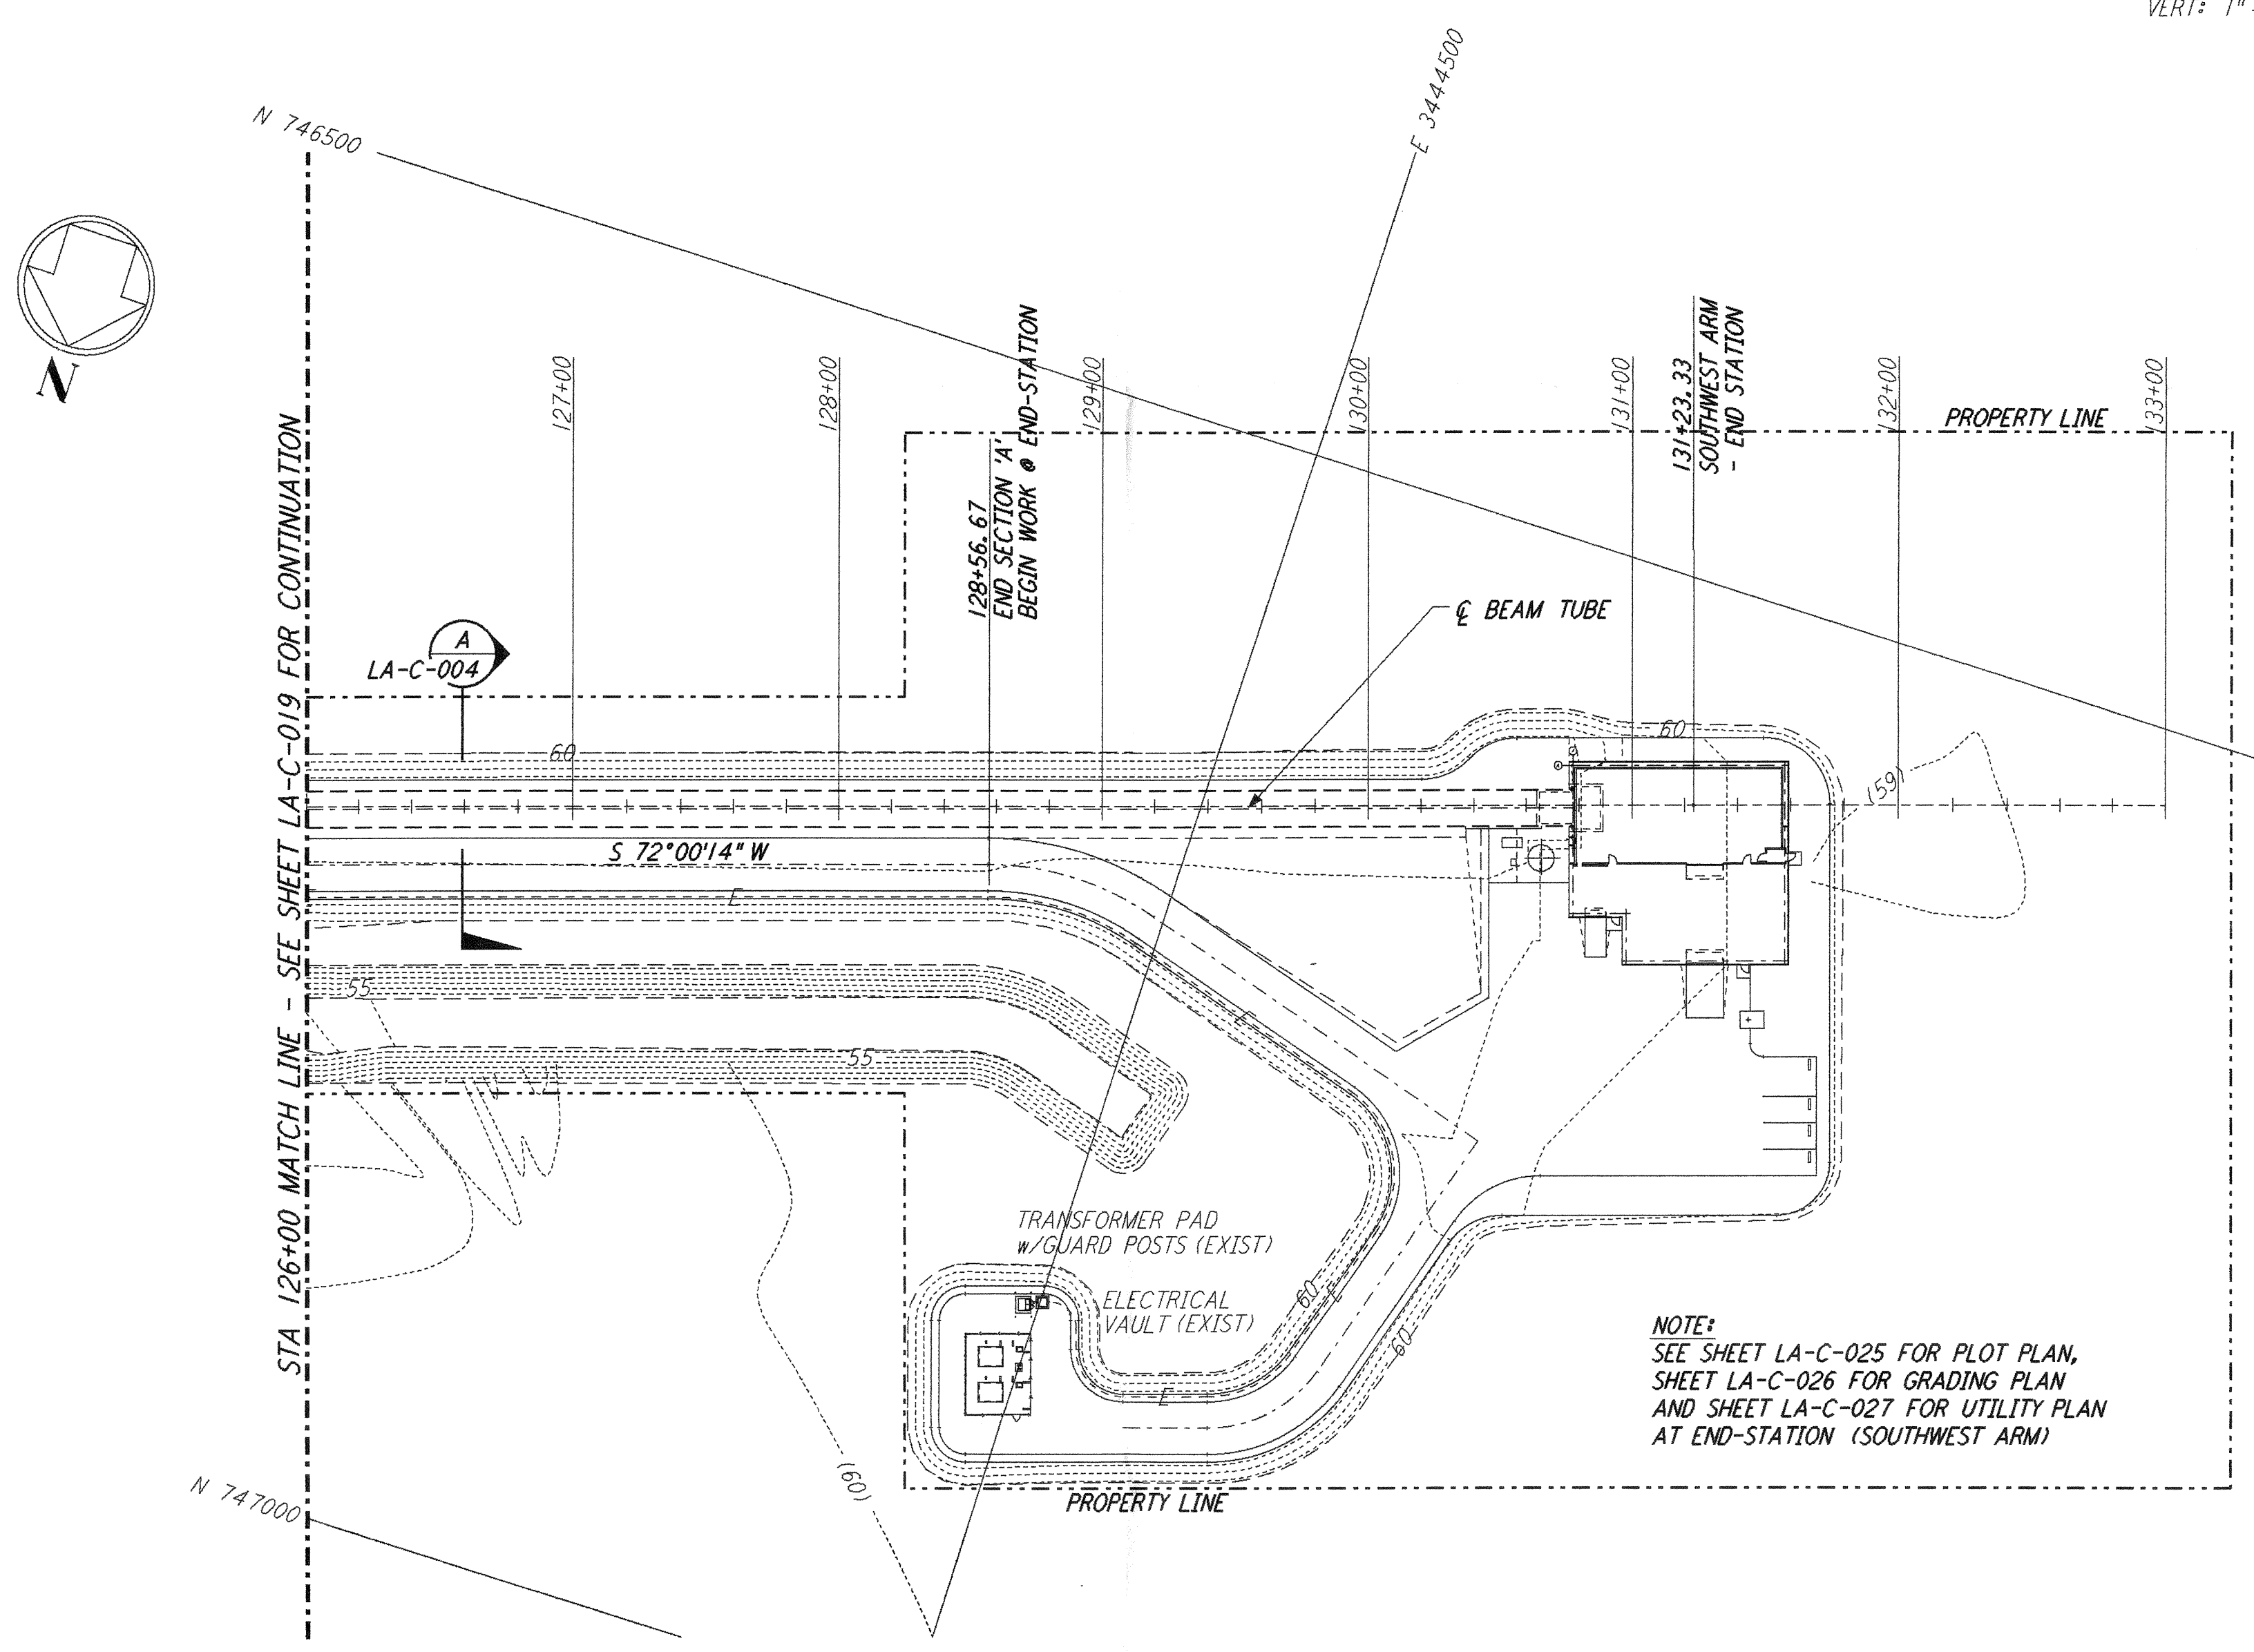 VERT: 1"
N 746500
E 3444500
N
STA 126+00 MATCH LINE - SEE SHEET LA-C-019 FOR CONTINUATION
127+00
128+00
128+56.67
END SECTION 'A'
BEGIN WORK @ END-STATION
129+00
130+00
131+00
131+23.33
SOUTHWEST ARM
- END STATION
132+00
133+00
PROPERTY LINE
A
LA-C-004
℄ BEAM TUBE
60
60
(59)
S 72°00'14" W
E
55
E
55
TRANSFORMER PAD
w/GUARD POSTS (EXIST)
ELECTRICAL
VAULT (EXIST)
60
E
60
E
NOTE:
SEE SHEET LA-C-025 FOR PLOT PLAN,
SHEET LA-C-026 FOR GRADING PLAN
AND SHEET LA-C-027 FOR UTILITY PLAN
AT END-STATION (SOUTHWEST ARM)
(60)
N 747000
PROPERTY LINE